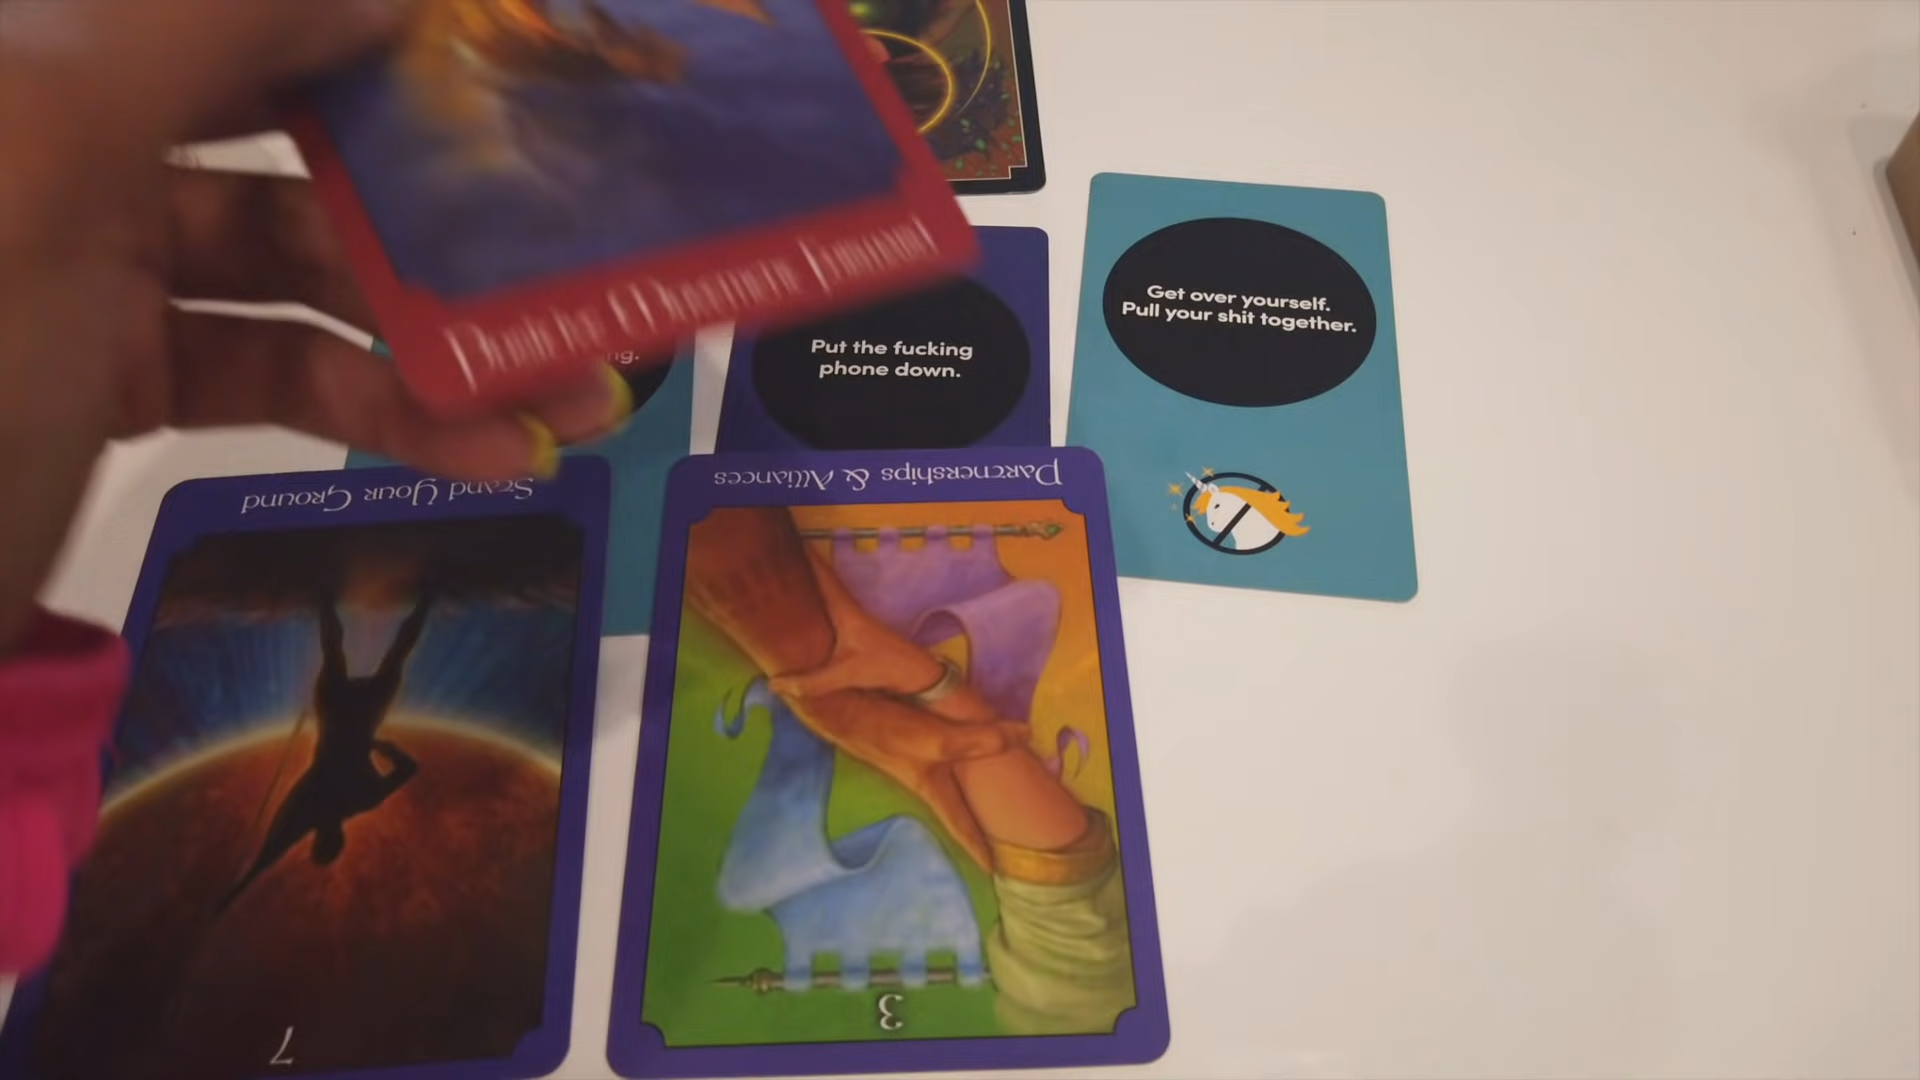 ng.
Put the fucking
phone down.
Get over yourself.
Pull your shit together.
Stand Your Ground
7
Partnerships & Alliances
3